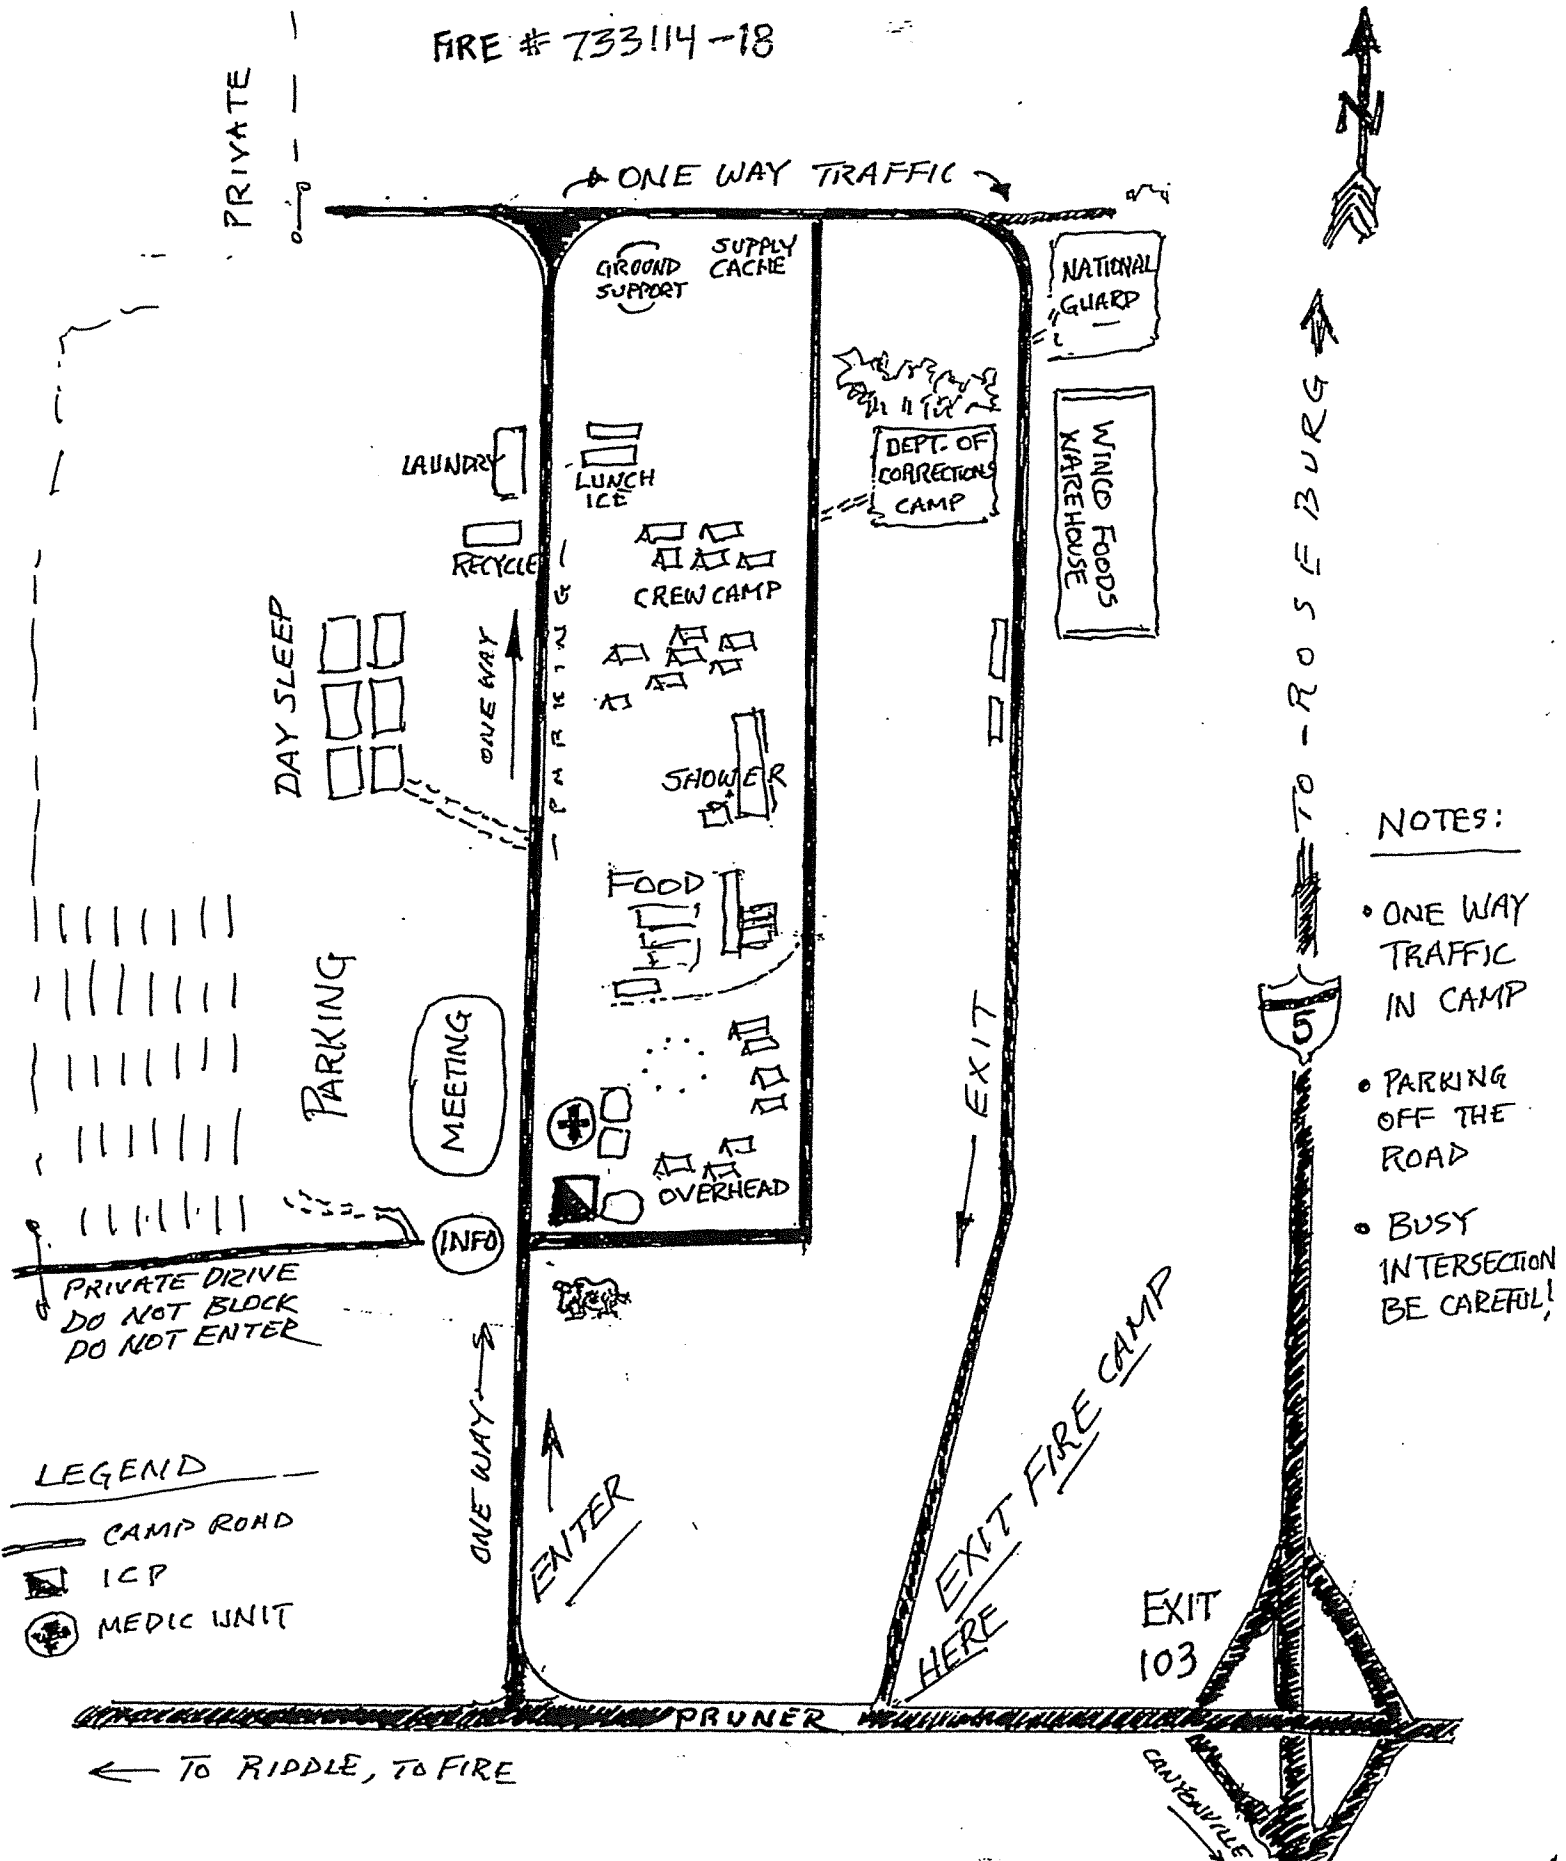 FIRE # 733114-18
PRIVATE
ONE WAY TRAFFIC
N
GROUND
SUPPORT
SUPPLY
CACHE
NATIONAL
GUARD
LAUNDRY
LUNCH
ICE
DEPT. OF
CORRECTIONS
CAMP
WINCO FOODS
WAREHOUSE
RECYCLE
CREW CAMP
DAY SLEEP
ONE WAY
- PARKING -
SHOWER
TO - ROSEBURG
NOTES:
• ONE WAY
TRAFFIC
IN CAMP
• PARKING
OFF THE
ROAD
• BUSY
INTERSECTION
BE CAREFUL!
FOOD
PARKING
MEETING
EXIT
5
OVERHEAD
INFO
PRIVATE DRIVE
DO NOT BLOCK
DO NOT ENTER
ONE WAY
ENTER
EXIT FIRE CAMP
HERE
LEGEND
CAMP ROAD
ICP
MEDIC UNIT
EXIT
103
PRUNER
TO RIDDLE, TO FIRE
CANYONVILLE